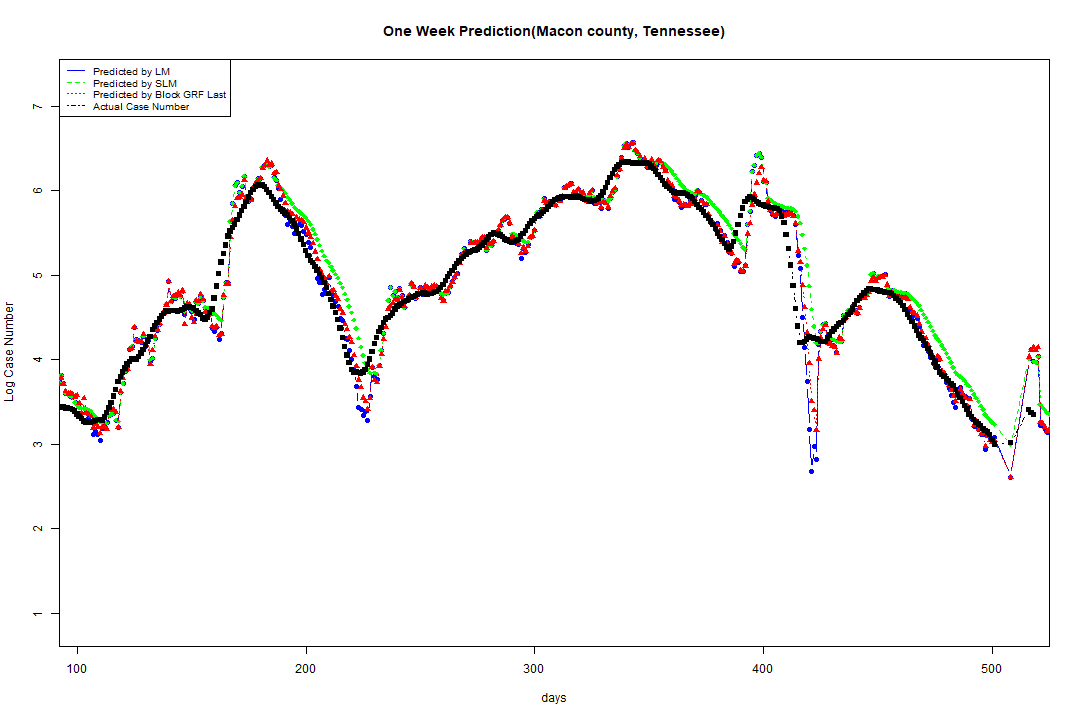 One Week Prediction(Macon county, Tennessee)
Predicted by LM
Predicted by SLM
Predicted by Block GRF Last
Actual Case Number
7
6
5
4
3
2
1
Log Case Number
100 200 300 400 500
days